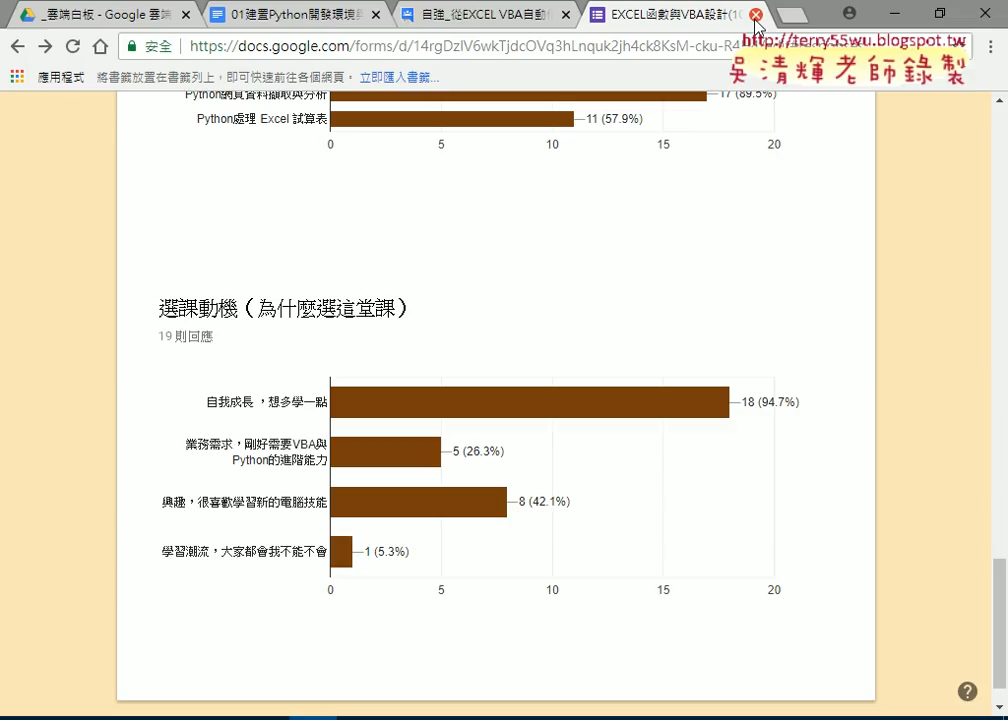 _雲端白板 - Google 雲端
01建置Python開發環境與
自強_從EXCEL VBA自動化
EXCEL函數與VBA設計(10
安全
https://docs.google.com/forms/d/14rgDzIV6wkTjdcOVq3hLnquk2jh4ck8KsM-cku-R4
http://terry55wu.blogspot.tw
吳清輝老師錄製
應用程式
將書籤放置在書籤列上，即可快速前往各個網頁。
立即匯入書籤...
Python網頁資料擷取與分析
17 (89.5%)
Python處理 Excel 試算表
11 (57.9%)
0 5 10 15 20
選課動機（為什麼選這堂課）
19 則回應
自我成長 ，想多學一點
18 (94.7%)
業務需求，剛好需要VBA與
Python的進階能力
5 (26.3%)
興趣，很喜歡學習新的電腦技能
8 (42.1%)
學習潮流，大家都會我不能不會
1 (5.3%)
0 5 10 15 20